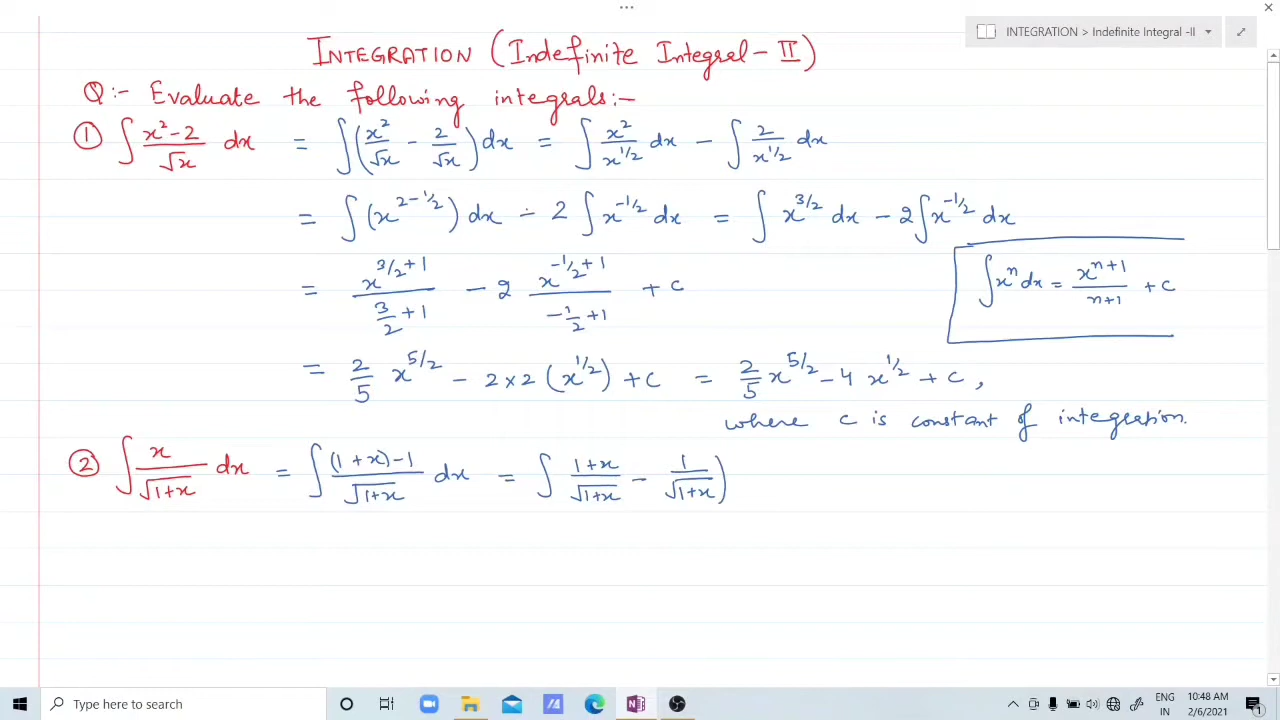 INTEGRATION > Indefinite Integral -II
INTEGRATION (Indefinite Integral - II)
Q:- Evaluate the following integrals:-
① ∫ (x²-2)/√x dx = ∫(x²/√x - 2/√x) dx = ∫ x²/x^(1/2) dx - ∫ 2/x^(1/2) dx
= ∫(x^(2-1/2)) dx - 2 ∫ x^(-1/2) dx = ∫ x^(3/2) dx - 2∫x^(-1/2) dx
= x^(3/2+1)/(3/2+1) - 2 x^(-1/2+1)/(-1/2+1) + c
∫x^n dx = x^(n+1)/(n+1) + c
= 2/5 x^(5/2) - 2×2 (x^(1/2)) + c = 2/5 x^(5/2) - 4 x^(1/2) + c,
where c is constant of integration.
② ∫ x/√(1+x) dx = ∫ ((1+x)-1)/√(1+x) dx = ∫ (1+x)/√(1+x) - 1/√(1+x))
Type here to search
ENG
IN
10:48 AM
2/6/2021
1